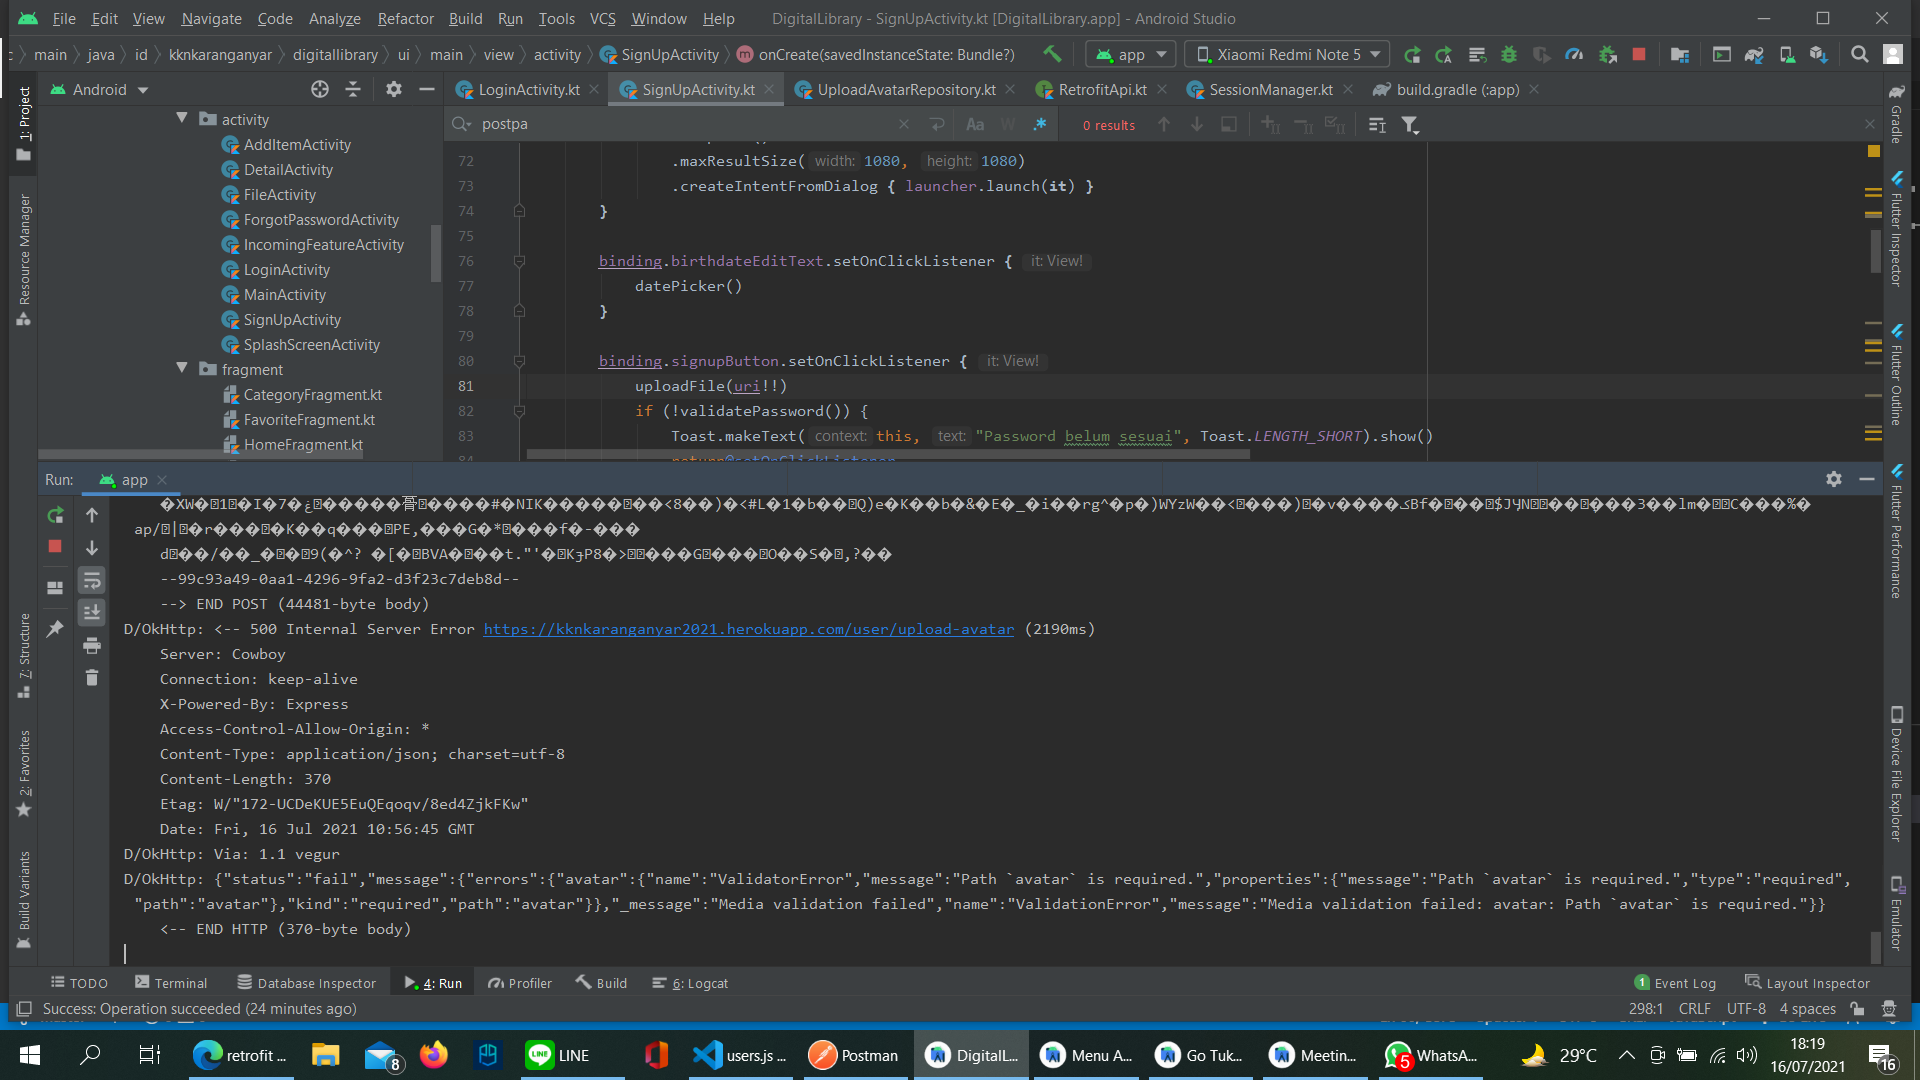 File Edit View Navigate Code Analyze Refactor Build Run Tools VCS Window Help DigitalLibrary - SignUpActivity.kt [DigitalLibrary.app] - Android Studio
main java id kknkaranganyar digitallibrary ui main view activity SignUpActivity onCreate(savedInstanceState: Bundle?) app Xiaomi Redmi Note 5
Android LoginActivity.kt SignUpActivity.kt UploadAvatarRepository.kt RetrofitApi.kt SessionManager.kt build.gradle (:app)
postpa Aa W .* 0 results
1: Project
Resource Manager
7: Structure
2: Favorites
Build Variants
activity
AddItemActivity
DetailActivity
FileActivity
ForgotPasswordActivity
IncomingFeatureActivity
LoginActivity
MainActivity
SignUpActivity
SplashScreenActivity
fragment
CategoryFragment.kt
FavoriteFragment.kt
HomeFragment.kt
72 .maxResultSize( width: 1080, height: 1080)
73 .createIntentFromDialog { launcher.launch(it) }
74 }
75
76 binding.birthdateEditText.setOnClickListener { it: View!
77 datePicker()
78 }
79
80 binding.signupButton.setOnClickListener { it: View!
81 uploadFile(uri!!)
82 if (!validatePassword()) {
83 Toast.makeText( context: this, text: "Password belum sesuai", Toast.LENGTH_SHORT).show()
84 return@setOnClickListener
Gradle
Flutter Inspector
Flutter Outline
Flutter Performance
Device File Explorer
Emulator
Run: app
--99c93a49-0aa1-4296-9fa2-d3f23c7deb8d--
--> END POST (44481-byte body)
D/OkHttp: <-- 500 Internal Server Error https://kknkaranganyar2021.herokuapp.com/user/upload-avatar (2190ms)
Server: Cowboy
Connection: keep-alive
X-Powered-By: Express
Access-Control-Allow-Origin: *
Content-Type: application/json; charset=utf-8
Content-Length: 370
Etag: W/"172-UCDeKUE5EuQEqoqv/8ed4ZjkFKw"
Date: Fri, 16 Jul 2021 10:56:45 GMT
D/OkHttp: Via: 1.1 vegur
D/OkHttp: {"status":"fail","message":{"errors":{"avatar":{"name":"ValidatorError","message":"Path `avatar` is required.","properties":{"message":"Path `avatar` is required.","type":"required",
"path":"avatar"},"kind":"required","path":"avatar"}},"_message":"Media validation failed","name":"ValidationError","message":"Media validation failed: avatar: Path `avatar` is required."}}
<-- END HTTP (370-byte body)
TODO Terminal Database Inspector 4: Run Profiler Build 6: Logcat 1 Event Log Layout Inspector
Success: Operation succeeded (24 minutes ago) 298:1 CRLF UTF-8 4 spaces
retrofit ... 8 LINE users.js ... Postman DigitalL... Menu A... Go Tuk... Meetin... 5 WhatsA... 29°C 18:19
16/07/2021 16